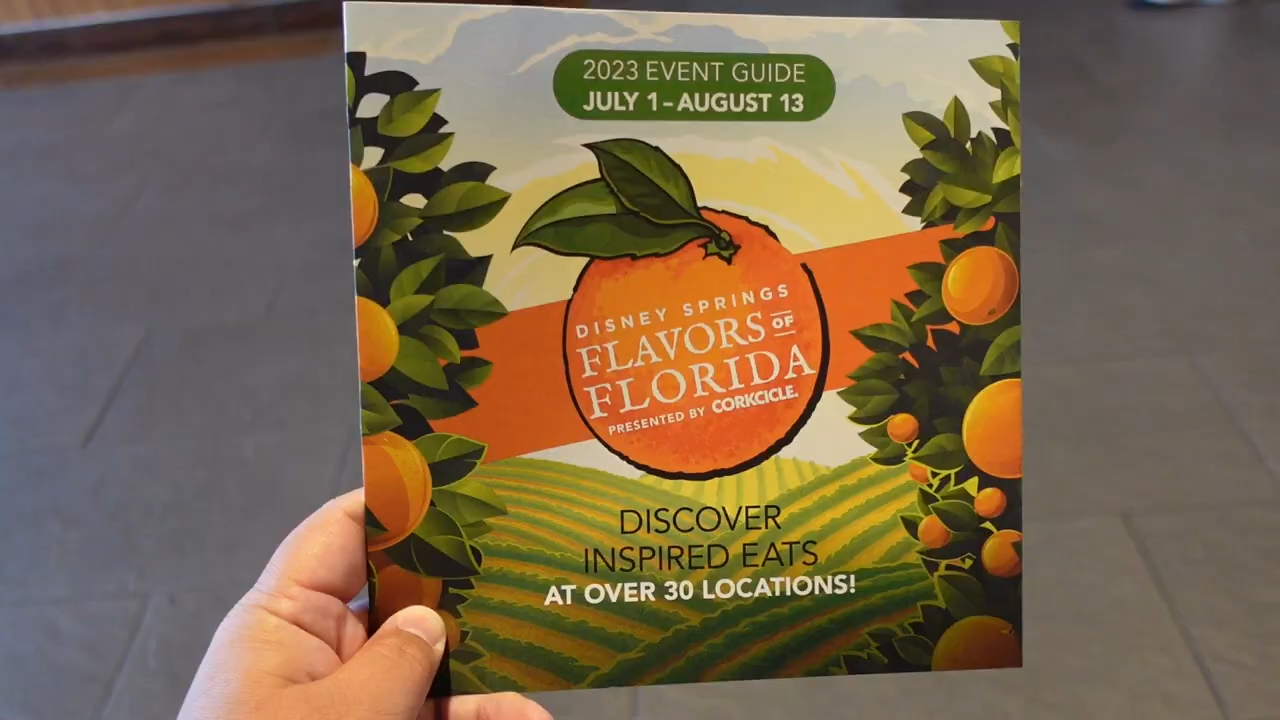 2023 EVENT GUIDE
JULY 1 – AUGUST 13
DISNEY SPRINGS
FLAVORS OF
FLORIDA
PRESENTED BY CORKCICLE.
DISCOVER
INSPIRED EATS
AT OVER 30 LOCATIONS!